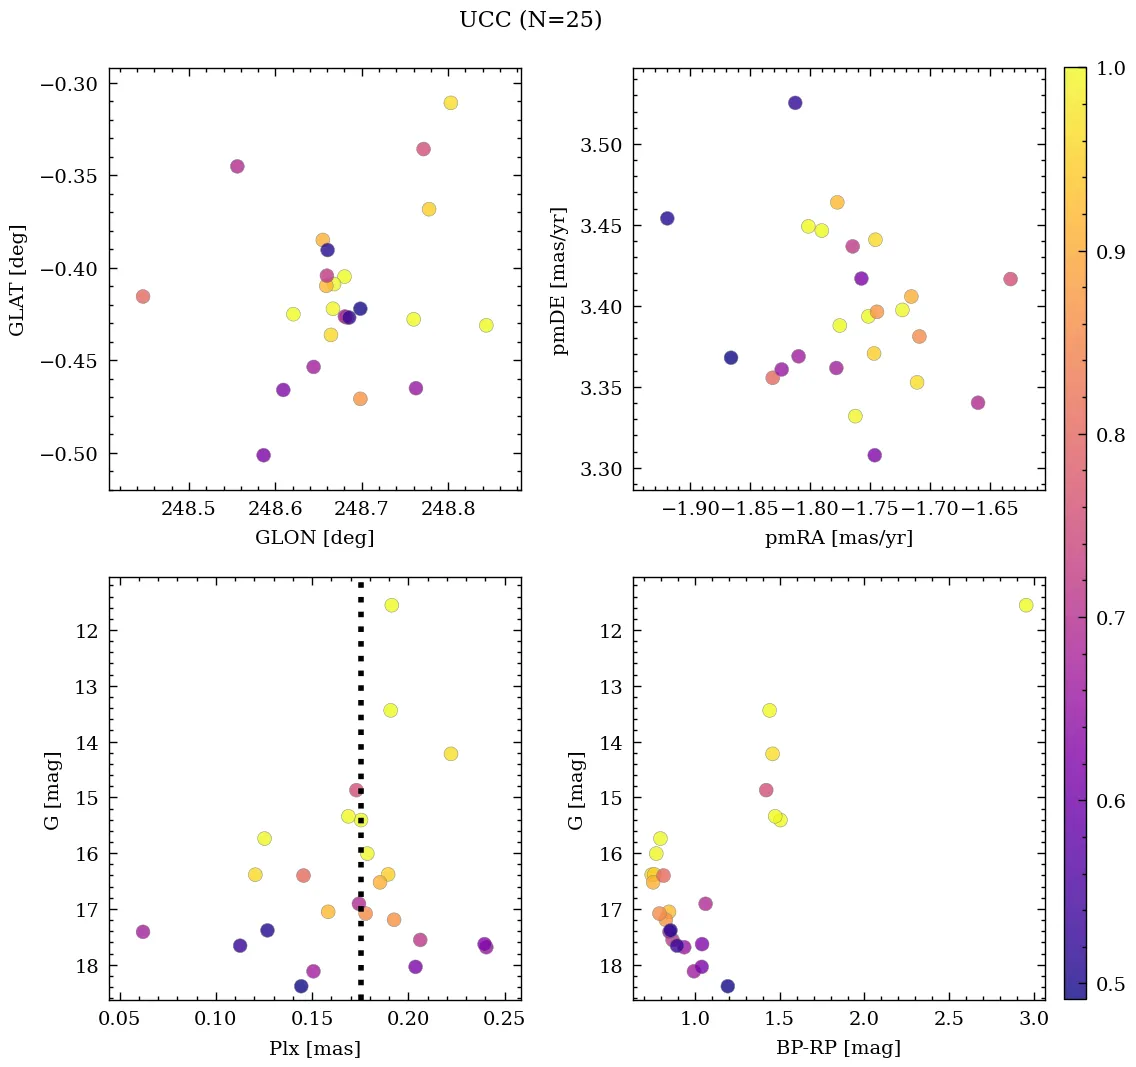 UCC (N=25)
−0.30
−0.35
−0.40
−0.45
−0.50
GLAT [deg]
248.5 248.6 248.7 248.8
GLON [deg]
3.50
3.45
3.40
3.35
3.30
pmDE [mas/yr]
−1.90 −1.85 −1.80 −1.75 −1.70 −1.65
pmRA [mas/yr]
1.0
0.9
0.8
0.7
0.6
0.5
12
13
14
15
16
17
18
G [mag]
0.05 0.10 0.15 0.20 0.25
Plx [mas]
12
13
14
15
16
17
18
G [mag]
1.0 1.5 2.0 2.5 3.0
BP-RP [mag]